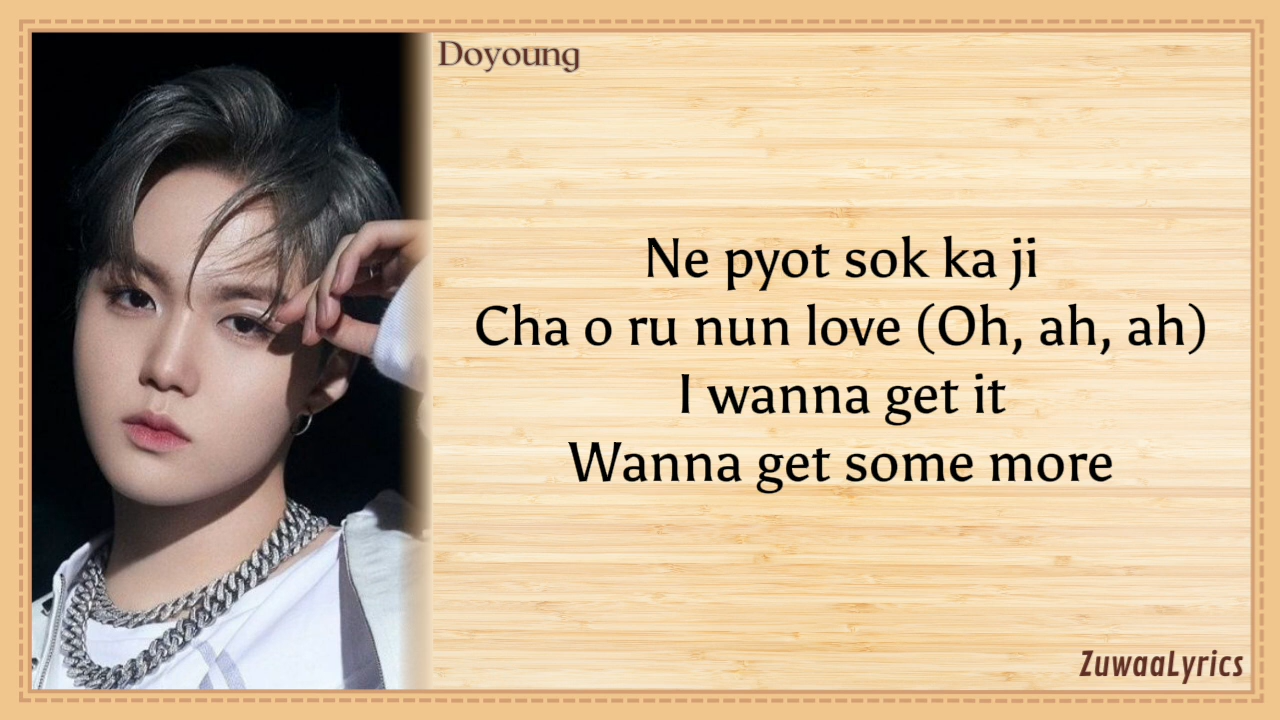 Doyoung
Ne pyot sok ka ji
Cha o ru nun love (Oh, ah, ah)
I wanna get it
Wanna get some more
ZuwaaLyrics